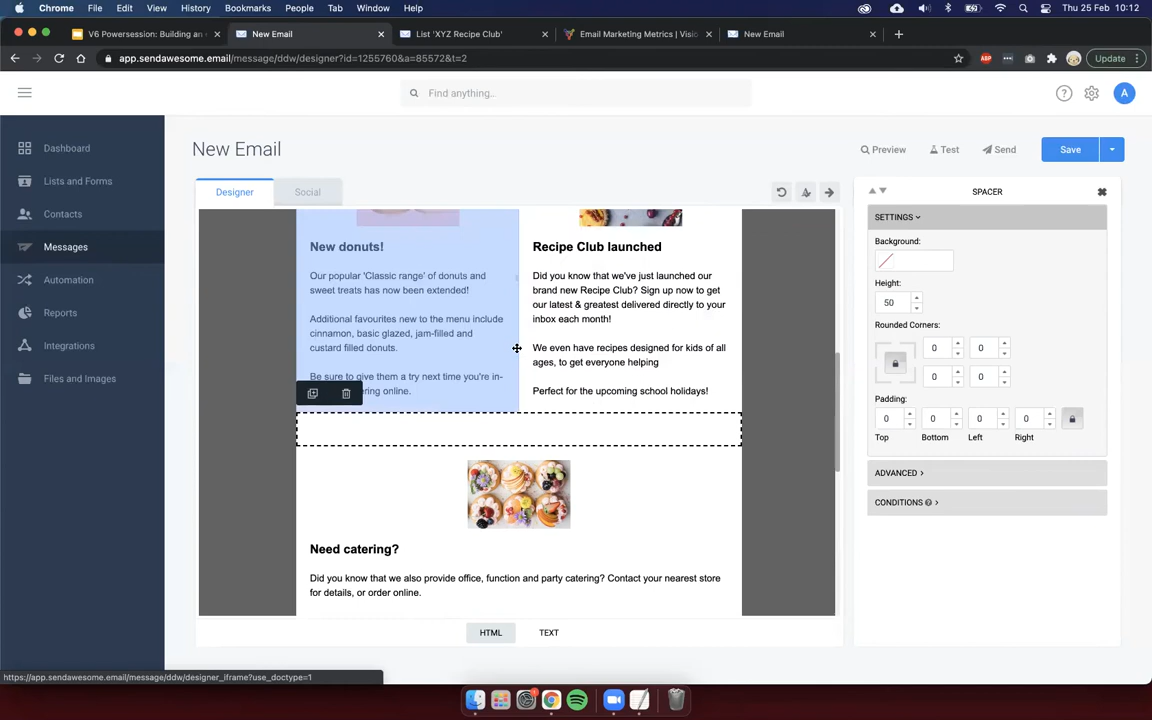 Chrome File Edit View History Bookmarks People Tab Window Help Thu 25 Feb 10:12
V6 Powersession: Building an New Email List 'XYZ Recipe Club' Email Marketing Metrics | Visio New Email
app.sendawesome.email/message/ddw/designer?id=1255760&a=85572&t=2 ABP Update
Find anything... A
Dashboard
Lists and Forms
Contacts
Messages
Automation
Reports
Integrations
Files and Images
New Email
Preview Test Send Save
Designer Social
New donuts!
Our popular 'Classic range' of donuts and
sweet treats has now been extended!
Additional favourites new to the menu include
cinnamon, basic glazed, jam-filled and
custard filled donuts.
Be sure to give them a try next time you're in-
ring online.
Recipe Club launched
Did you know that we've just launched our
brand new Recipe Club? Sign up now to get
our latest & greatest delivered directly to your
inbox each month!
We even have recipes designed for kids of all
ages, to get everyone helping
Perfect for the upcoming school holidays!
Need catering?
Did you know that we also provide office, function and party catering? Contact your nearest store
for details, or order online.
HTML TEXT
SPACER
SETTINGS
Background:
Height:
50
Rounded Corners:
0 0
0 0
Padding:
0 0 0 0
Top Bottom Left Right
ADVANCED
CONDITIONS
https://app.sendawesome.email/message/ddw/designer_iframe?use_doctype=1